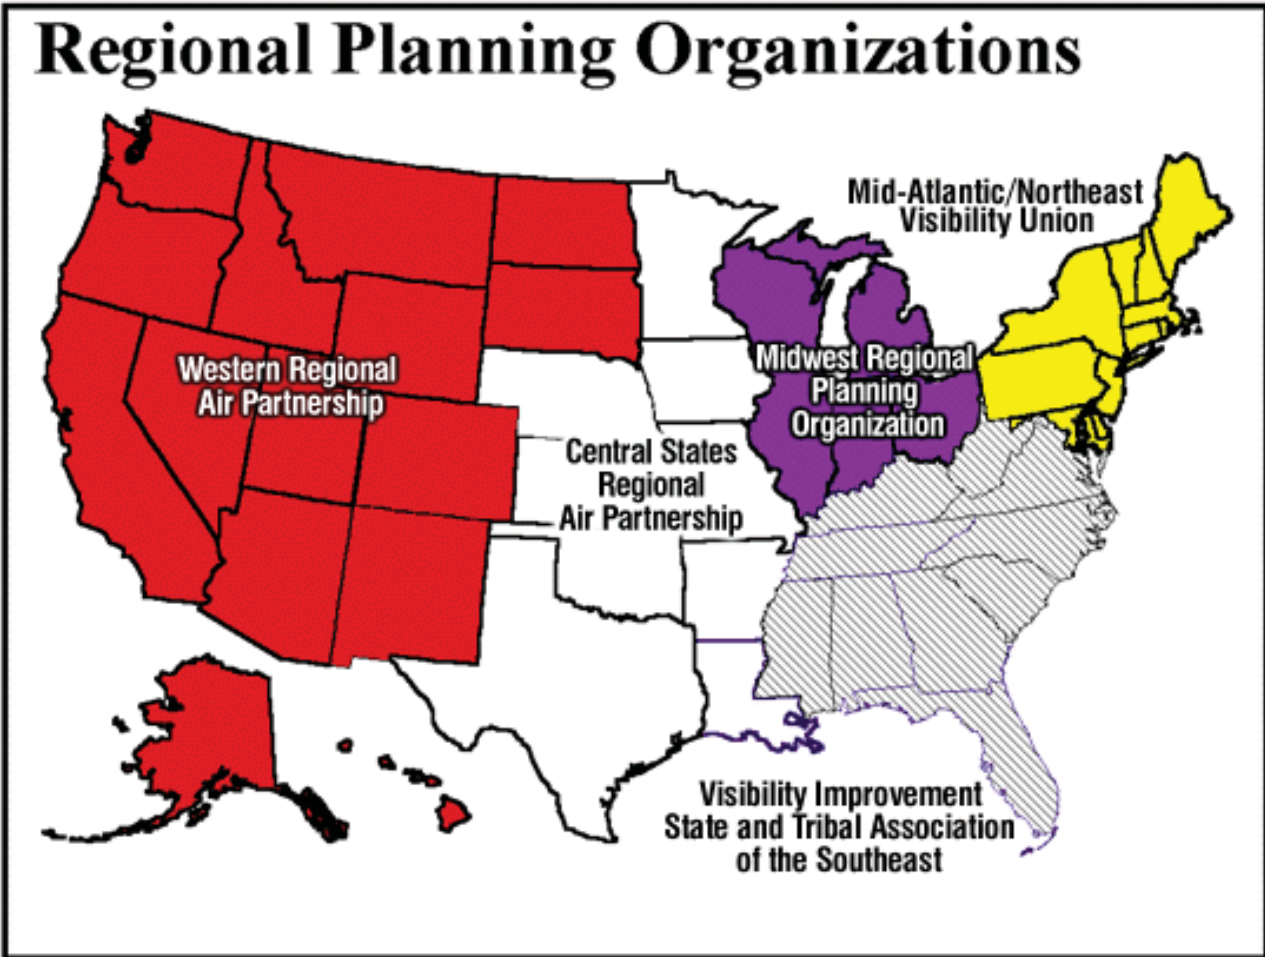 Regional Planning Organizations
Mid-Atlantic/Northeast
Visibility Union
Western Regional
Air Partnership
Midwest Regional
Planning
Organization
Central States
Regional
Air Partnership
Visibility Improvement
State and Tribal Association
of the Southeast